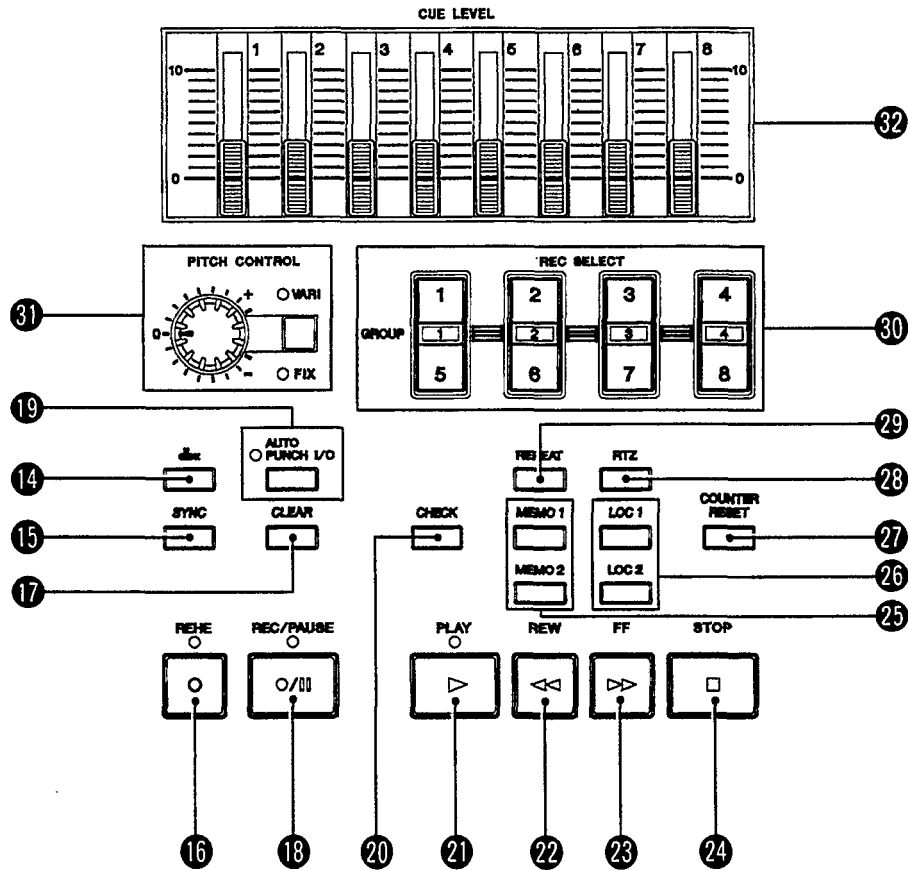 CUE LEVEL
1 2 3 4 5 6 7 8
10 10
0 0
32
PITCH CONTROL
+
VARI
0
-
FIX
31
REC SELECT
1 2 3 4
GROUP 1 2 3 4
5 6 7 8
30
19
AUTO
PUNCH I/O
29
14
dbx
REPEAT
RTZ
28
15
SYNC
CLEAR
CHECK
MEMO 1
LOC 1
COUNTER
RESET
27
17
MEMO 2
LOC 2
26
25
REHE
REC/PAUSE
PLAY
REW
FF
STOP
16 18 20 21 22 23 24